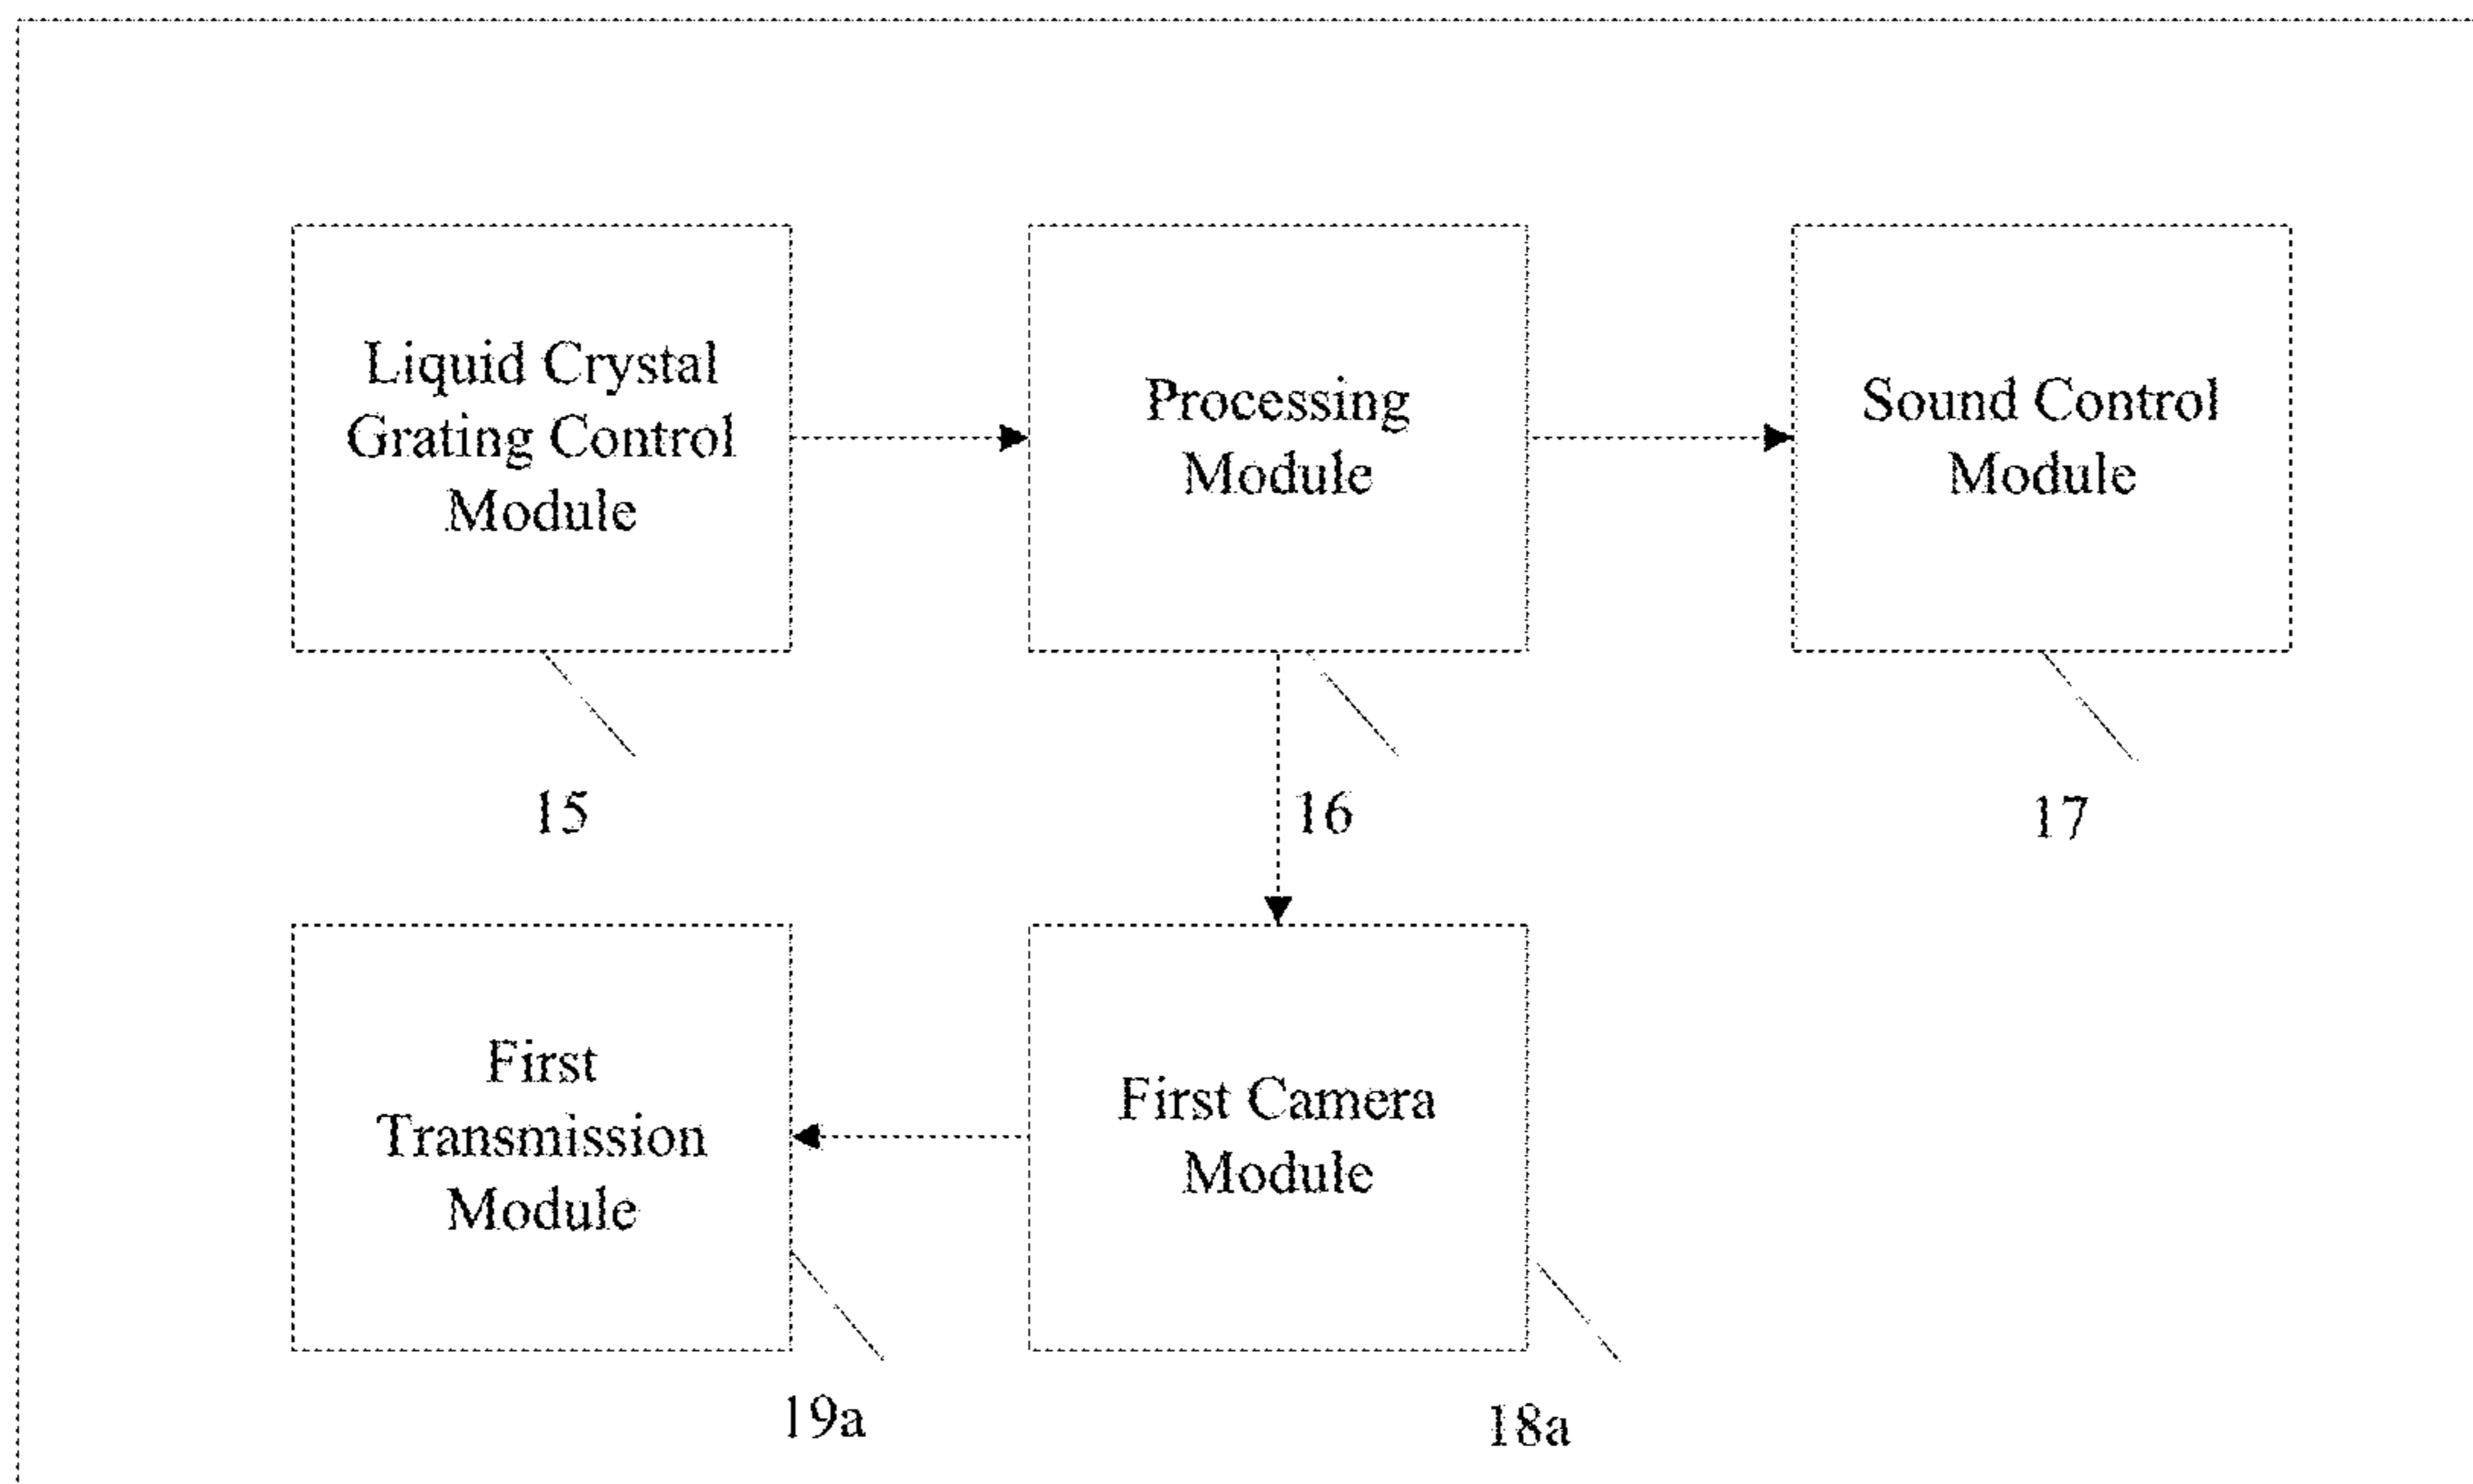 Liquid Crystal
Grating Control
Module
Processing
Module
Sound Control
Module
15
16
17
First
Transmission
Module
First Camera
Module
19a
18a